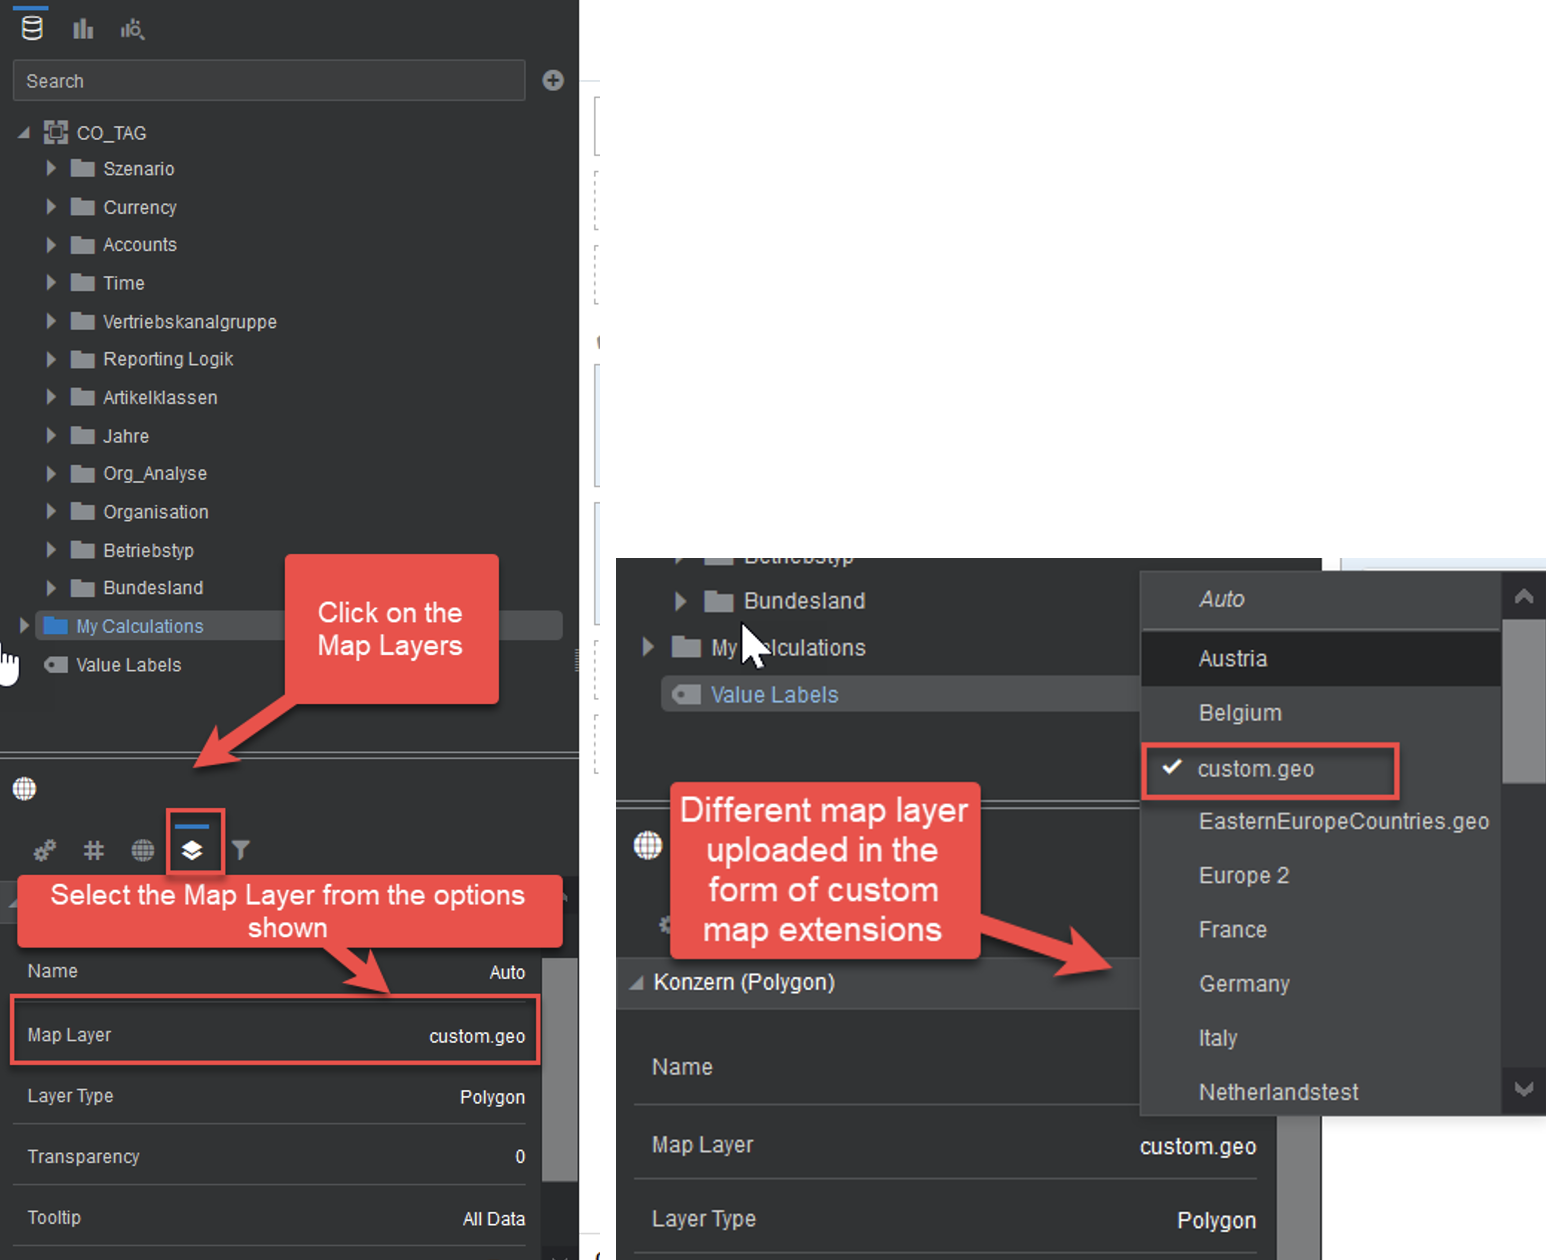 Search
CO_TAG
Szenario
Currency
Accounts
Time
Vertriebskanalgruppe
Reporting Logik
Artikelklassen
Jahre
Org_Analyse
Organisation
Betriebstyp
Bundesland
My Calculations
Value Labels
Click on the
Map Layers
Select the Map Layer from the options
shown
Name Auto
Map Layer custom.geo
Layer Type Polygon
Transparency 0
Tooltip All Data
Betriebstyp
Bundesland
My Calculations
Value Labels
Different map layer
uploaded in the
form of custom
map extensions
Konzern (Polygon)
Name
Map Layer custom.geo
Layer Type Polygon
Auto
Austria
Belgium
custom.geo
EasternEuropeCountries.geo
Europe 2
France
Germany
Italy
Netherlandstest